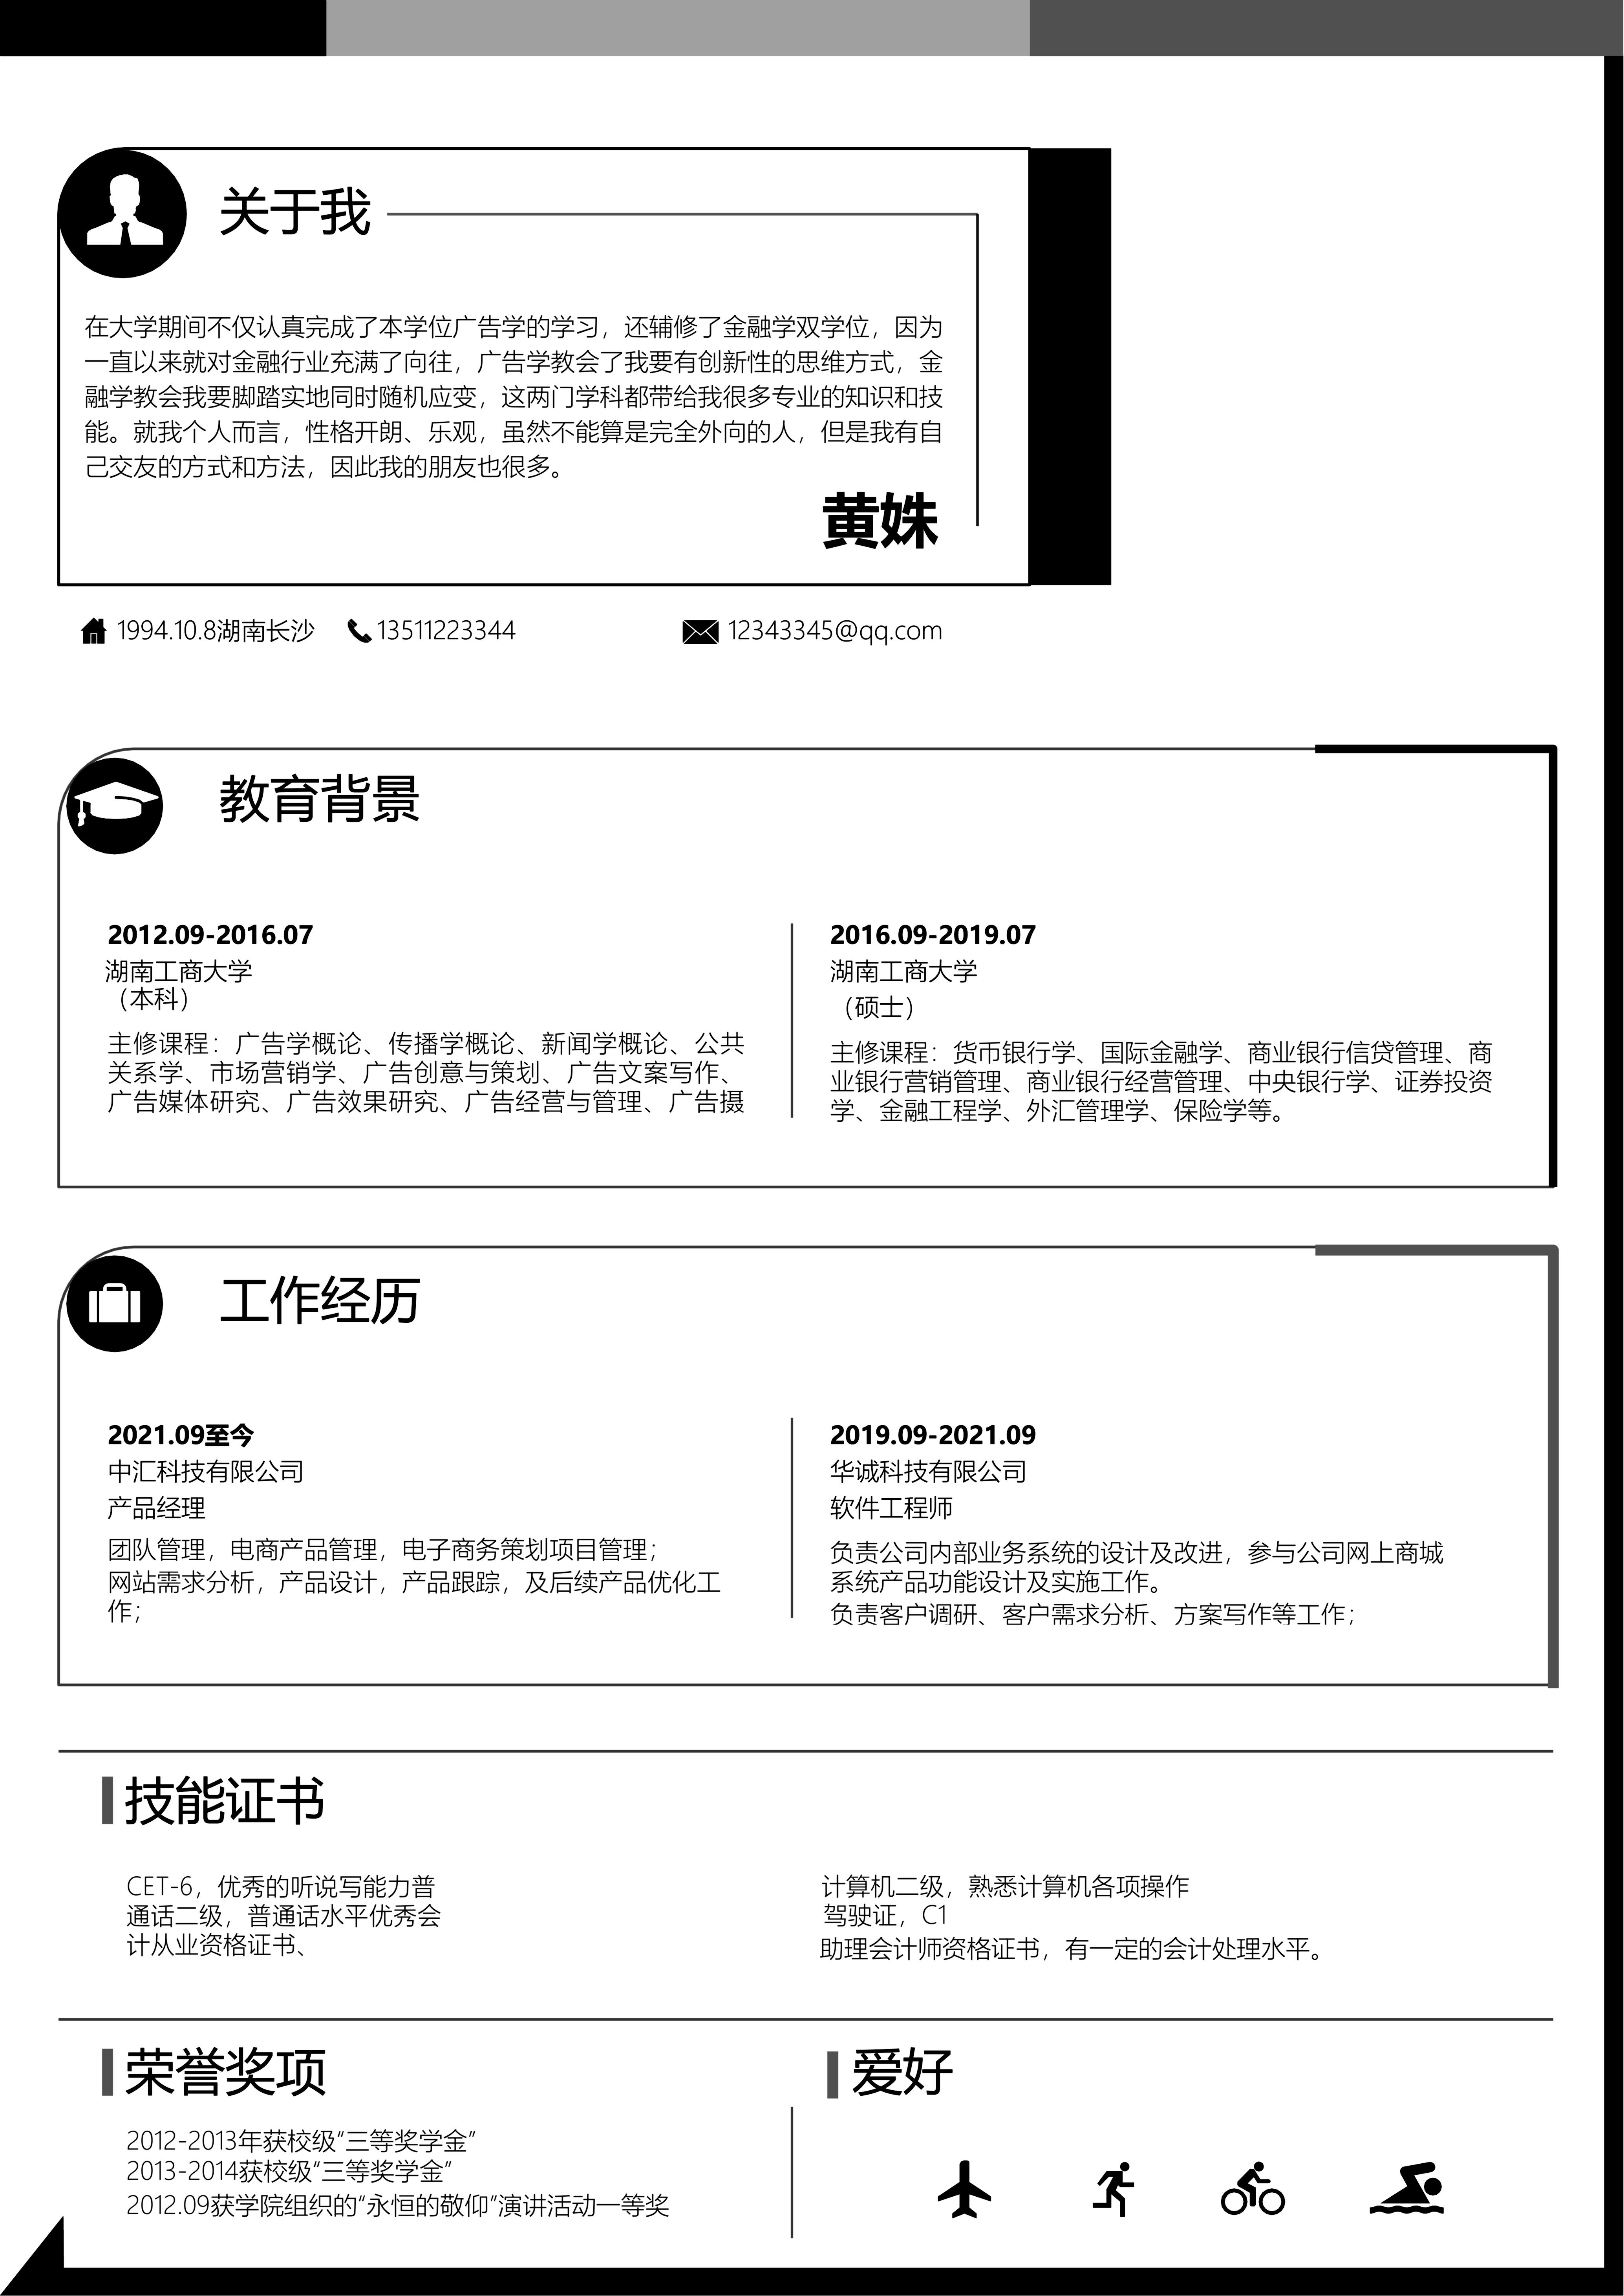 关于我
在大学期间不仅认真完成了本学位广告学的学习，还辅修了金融学双学位，因为
一直以来就对金融行业充满了向往，广告学教会了我要有创新性的思维方式，金
融学教会我要脚踏实地同时随机应变，这两门学科都带给我很多专业的知识和技
能。就我个人而言，性格开朗、乐观，虽然不能算是完全外向的人，但是我有自
己交友的方式和方法，因此我的朋友也很多。
黄姝
1994.10.8湖南长沙 13511223344 12343345@qq.com
教育背景
2012.09-2016.07
湖南工商大学
（本科）
主修课程：广告学概论、传播学概论、新闻学概论、公共
关系学、市场营销学、广告创意与策划、广告文案写作、
广告媒体研究、广告效果研究、广告经营与管理、广告摄
2016.09-2019.07
湖南工商大学
（硕士）
主修课程：货币银行学、国际金融学、商业银行信贷管理、商
业银行营销管理、商业银行经营管理、中央银行学、证券投资
学、金融工程学、外汇管理学、保险学等。
工作经历
2021.09至今
中汇科技有限公司
产品经理
团队管理，电商产品管理，电子商务策划项目管理；
网站需求分析，产品设计，产品跟踪，及后续产品优化工
作；
2019.09-2021.09
华诚科技有限公司
软件工程师
负责公司内部业务系统的设计及改进，参与公司网上商城
系统产品功能设计及实施工作。
负责客户调研、客户需求分析、方案写作等工作；
技能证书
CET-6，优秀的听说写能力普
通话二级，普通话水平优秀会
计从业资格证书、
计算机二级，熟悉计算机各项操作
驾驶证，C1
助理会计师资格证书，有一定的会计处理水平。
荣誉奖项
2012-2013年获校级“三等奖学金”
2013-2014获校级“三等奖学金”
2012.09获学院组织的“永恒的敬仰”演讲活动一等奖
爱好